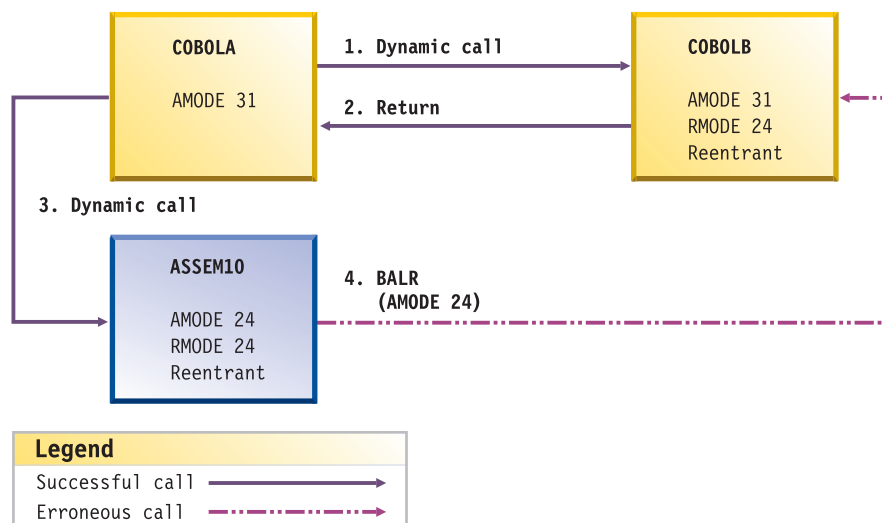 COBOLA
AMODE 31
1. Dynamic call
2. Return
COBOLB
AMODE 31
RMODE 24
Reentrant
3. Dynamic call
ASSEM10
AMODE 24
RMODE 24
Reentrant
4. BALR
(AMODE 24)
Legend
Successful call
Erroneous call